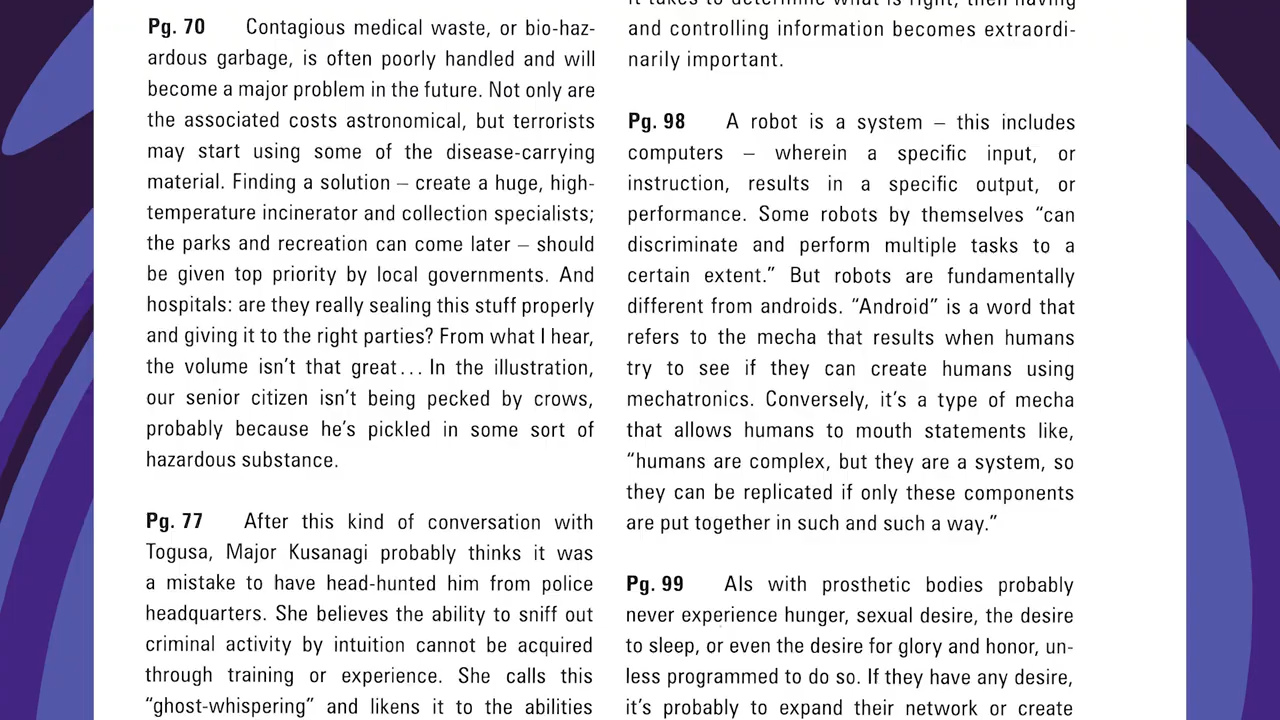 Pg. 70 Contagious medical waste, or bio-haz-
ardous garbage, is often poorly handled and will
become a major problem in the future. Not only are
the associated costs astronomical, but terrorists
may start using some of the disease-carrying
material. Finding a solution – create a huge, high-
temperature incinerator and collection specialists;
the parks and recreation can come later – should
be given top priority by local governments. And
hospitals: are they really sealing this stuff properly
and giving it to the right parties? From what I hear,
the volume isn't that great... In the illustration,
our senior citizen isn't being pecked by crows,
probably because he's pickled in some sort of
hazardous substance.
Pg. 77 After this kind of conversation with
Togusa, Major Kusanagi probably thinks it was
a mistake to have head-hunted him from police
headquarters. She believes the ability to sniff out
criminal activity by intuition cannot be acquired
through training or experience. She calls this
"ghost-whispering" and likens it to the abilities
it takes to determine what is right, then having
and controlling information becomes extraordi-
narily important.
Pg. 98 A robot is a system – this includes
computers – wherein a specific input, or
instruction, results in a specific output, or
performance. Some robots by themselves "can
discriminate and perform multiple tasks to a
certain extent." But robots are fundamentally
different from androids. "Android" is a word that
refers to the mecha that results when humans
try to see if they can create humans using
mechatronics. Conversely, it's a type of mecha
that allows humans to mouth statements like,
"humans are complex, but they are a system, so
they can be replicated if only these components
are put together in such and such a way."
Pg. 99 AIs with prosthetic bodies probably
never experience hunger, sexual desire, the desire
to sleep, or even the desire for glory and honor, un-
less programmed to do so. If they have any desire,
it's probably to expand their network or create